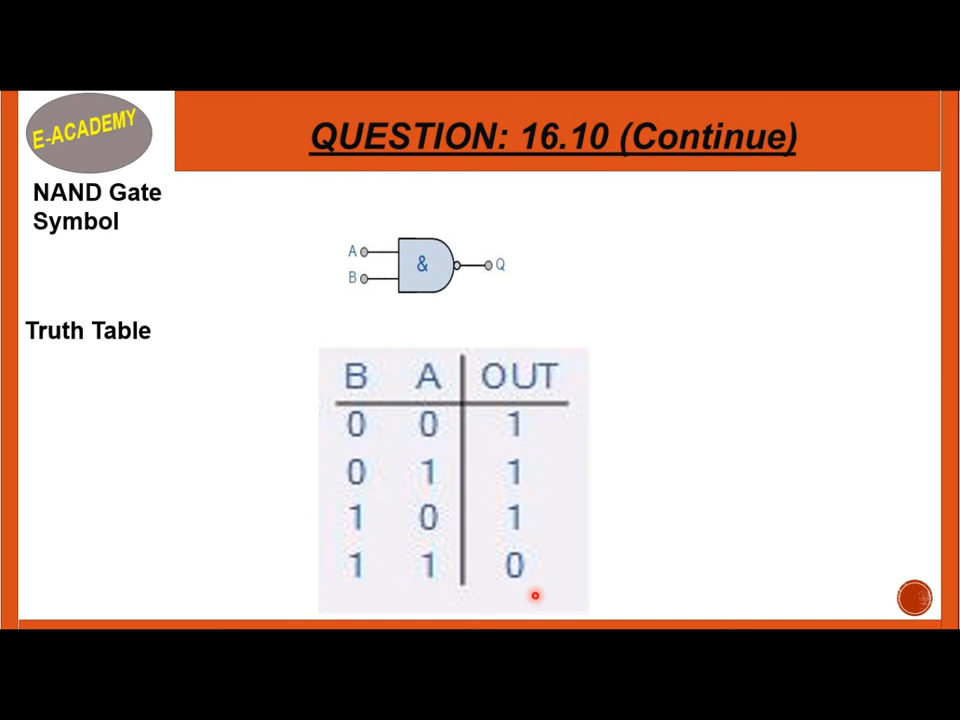 E-ACADEMY
QUESTION: 16.10 (Continue)
NAND Gate
Symbol
A
&
Q
B
Truth Table
B A OUT
0 0 1
0 1 1
1 0 1
1 1 0